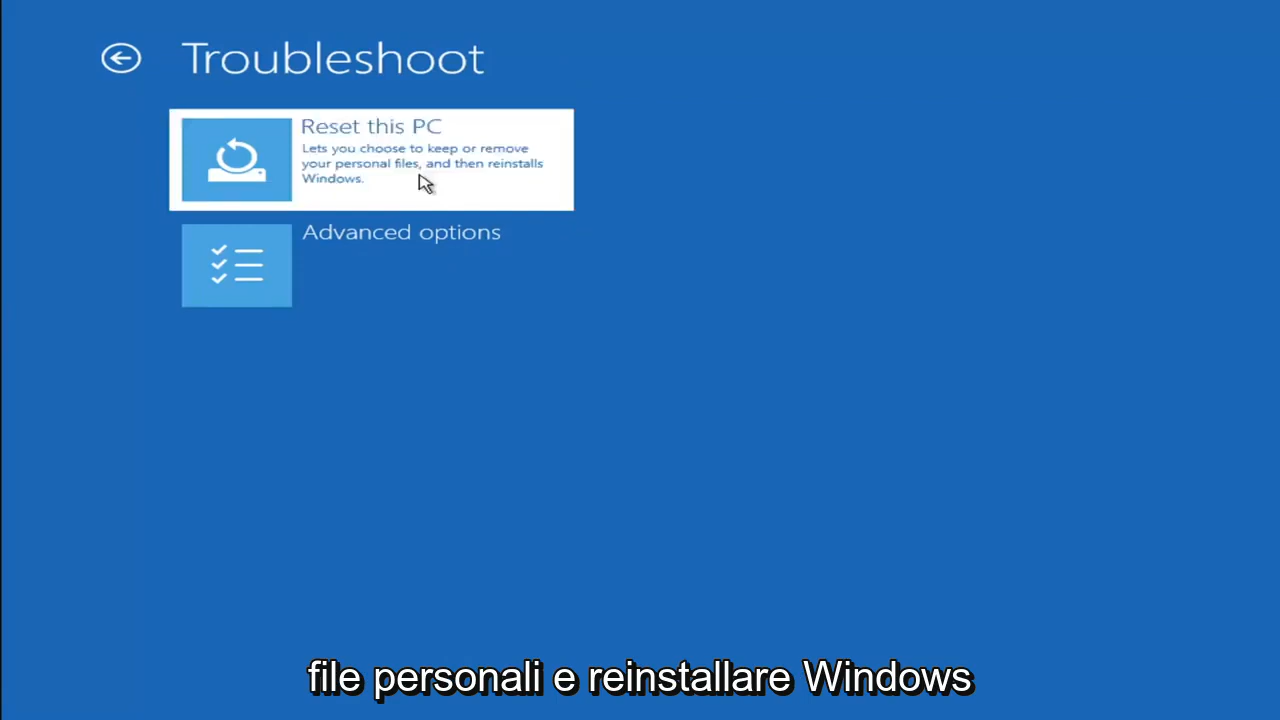 Troubleshoot
Reset this PC
Lets you choose to keep or remove
your personal files, and then reinstalls
Windows.
Advanced options
file personali e reinstallare Windows